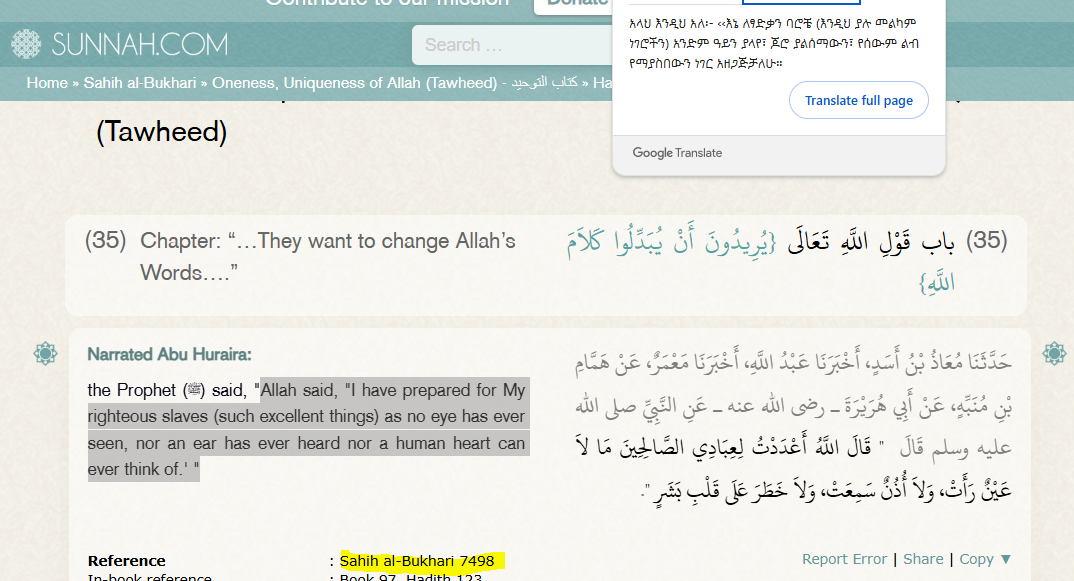 Contribute to our mission
Donate
SUNNAH.COM
Search ...
Home » Sahih al-Bukhari » Oneness, Uniqueness of Allah (Tawheed) - كتاب التوحيد » Ha
አላህ እንዲህ አለ፡- ‹‹እኔ ለፃድቃን ባሮቼ (እንዲህ ያሉ መልካም
ነገሮችን) አንድም ዓይን ያላየ፣ ጆሮ ያልሰማውን፣ የሰውም ልብ
የማያስበውን ነገር አዘጋጅቻለሁ።
Translate full page
Google Translate
(Tawheed)
(35) Chapter: “…They want to change Allah’s
Words….”
(35) باب قَوْلِ اللَّهِ تَعَالَى {يُرِيدُونَ أَنْ يُبَدِّلُوا كَلاَمَ
اللَّهِ}
Narrated Abu Huraira:
the Prophet (ﷺ) said, "Allah said, "I have prepared for My
righteous slaves (such excellent things) as no eye has ever
seen, nor an ear has ever heard nor a human heart can
ever think of.' "
حَدَّثَنَا مُعَاذُ بْنُ أَسَدٍ، أَخْبَرَنَا عَبْدُ اللَّهِ، أَخْبَرَنَا مَعْمَرٌ، عَنْ هَمَّامِ
بْنِ مُنَبِّهٍ، عَنْ أَبِي هُرَيْرَةَ ـ رضى الله عنه ـ عَنِ النَّبِيِّ صلى الله
عليه وسلم قَالَ ‏ "‏ قَالَ اللَّهُ أَعْدَدْتُ لِعِبَادِي الصَّالِحِينَ مَا لاَ
عَيْنٌ رَأَتْ، وَلاَ أُذُنٌ سَمِعَتْ، وَلاَ خَطَرَ عَلَى قَلْبِ بَشَرٍ ‏"‏‏.‏
Reference : Sahih al-Bukhari 7498
In-book reference : Book 97, Hadith 123
Report Error | Share | Copy ▼